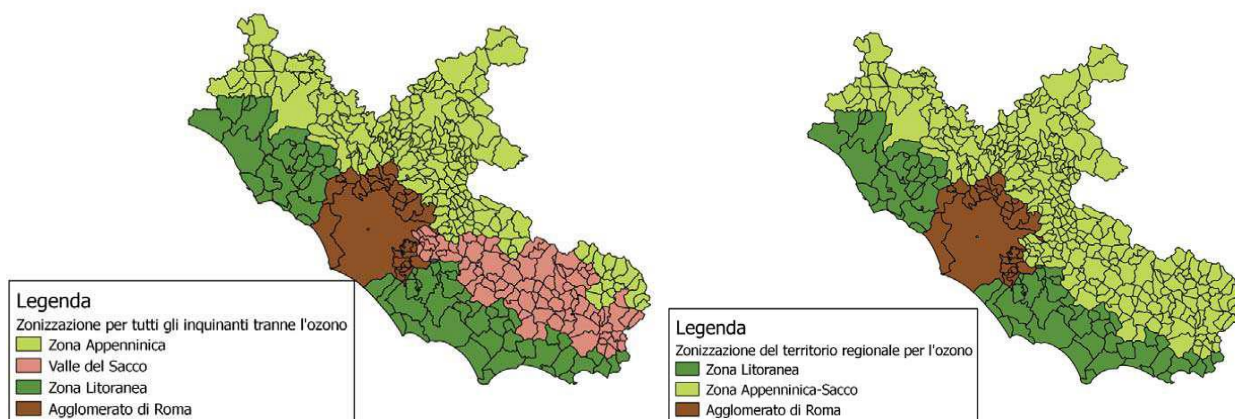 Legenda
Zonizzazione per tutti gli inquinanti tranne l'ozono
Zona Appenninica
Valle del Sacco
Zona Litoranea
Agglomerato di Roma
Legenda
Zonizzazione del territorio regionale per l'ozono
Zona Litoranea
Zona Appenninica-Sacco
Agglomerato di Roma